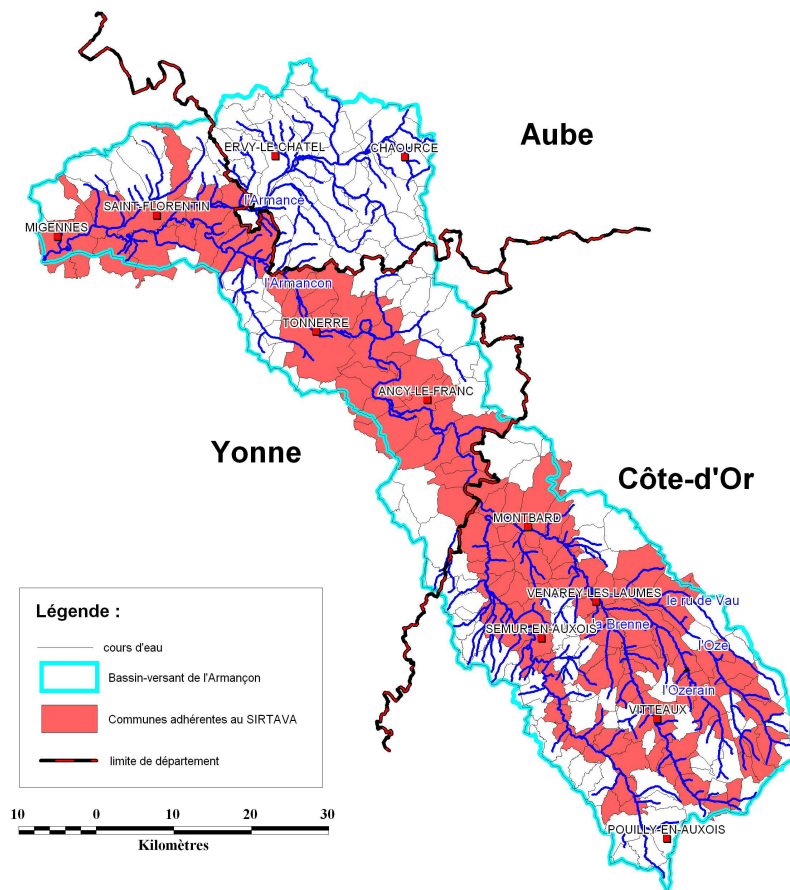 Aube
ERVY-LE-CHATEL
CHAOURCE
l'Armance
SAINT-FLORENTIN
MIGENNES
l'Armancon
TONNERRE
ANCY-LE-FRANC
Yonne
Côte-d'Or
MONTBARD
VENAREY-LES-LAUMES
le ru de Vau
la Brenne
SEMUR-EN-AUXOIS
l'Oze
l'Ozerain
VITTEAUX
POUILLY-EN-AUXOIS
Légende :
cours d'eau
Bassin-versant de l'Armançon
Communes adhérentes au SIRTAVA
limite de département
10 0 10 20 30
Kilomètres